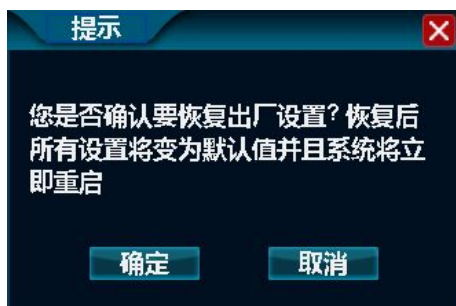 提示
您是否确认要恢复出厂设置?恢复后
所有设置将变为默认值并且系统将立
即重启
确定
取消